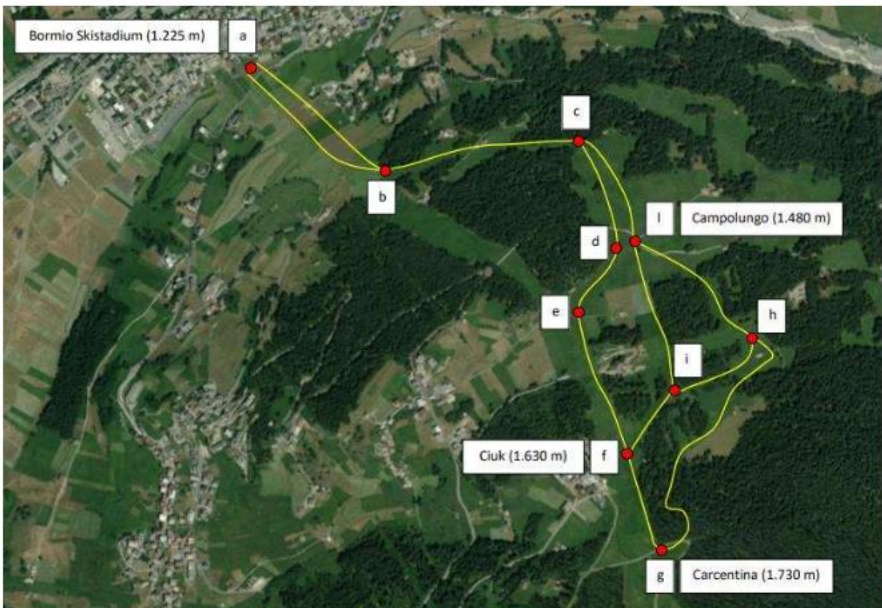 Bormio Skistadium (1.225 m)
a
c
b
l
Campolungo (1.480 m)
d
e
h
i
Ciuk (1.630 m)
f
g
Carcentina (1.730 m)